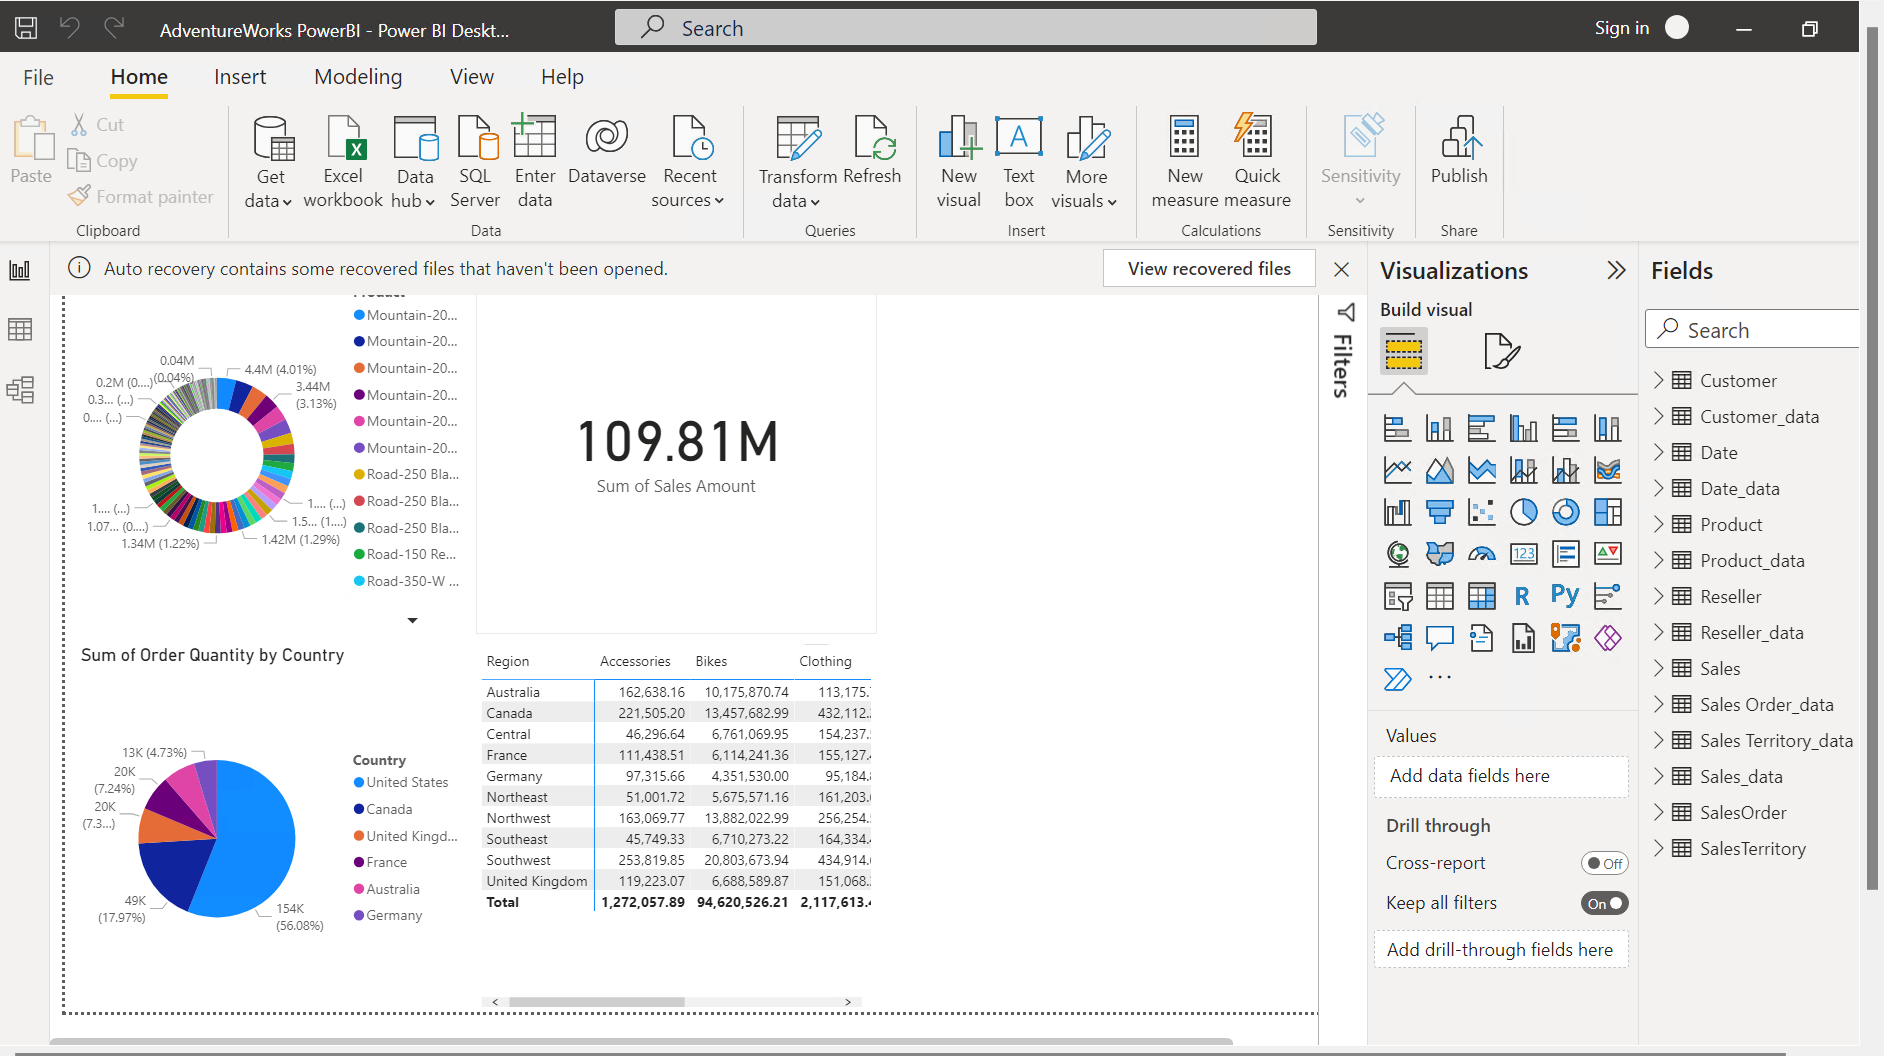 AdventureWorks PowerBI - Power BI Deskt...
Search
Sign in
File
Home
Insert
Modeling
View
Help
Paste
Cut
Copy
Format painter
Clipboard
Get data
Excel workbook
Data hub
SQL Server
Enter data
Dataverse
Recent sources
Data
Transform data
Refresh
Queries
New visual
Text box
More visuals
Insert
New measure
Quick measure
Calculations
Sensitivity
Sensitivity
Publish
Share
Auto recovery contains some recovered files that haven't been opened.
View recovered files
Product
Mountain-20...
Mountain-20...
Mountain-20...
Mountain-20...
Mountain-20...
Mountain-20...
Road-250 Bla...
Road-250 Bla...
Road-250 Bla...
Road-150 Re...
Road-350-W ...
0.04M
(0.04%)
0.2M (0....)
0.3... (...)
0.... (...)
4.4M (4.01%)
3.44M
(3.13%)
1.... (...)
1.07... (0....)
1.34M (1.22%)
1.... (...)
1.5... (1....)
1.42M (1.29%)
109.81M
Sum of Sales Amount
Sum of Order Quantity by Country
13K (4.73%)
20K
(7.24%)
20K
(7.3...)
49K
(17.97%)
154K
(56.08%)
Country
United States
Canada
United Kingd...
France
Australia
Germany
Region Accessories Bikes Clothing
Australia 162,638.16 10,175,870.74 113,175.
Canada 221,505.20 13,457,682.99 432,112.
Central 46,296.64 6,761,069.95 154,237.
France 111,438.51 6,114,241.36 155,127.
Germany 97,315.66 4,351,530.00 95,184.
Northeast 51,001.72 5,675,571.16 161,203.
Northwest 163,069.77 13,882,022.99 256,254.
Southeast 45,749.33 6,710,273.22 164,334.
Southwest 253,819.85 20,803,673.94 434,914.
United Kingdom 119,223.07 6,688,589.87 151,068.
Total 1,272,057.89 94,620,526.21 2,117,613.
Filters
Visualizations
Build visual
123
R
Py
...
Values
Add data fields here
Drill through
Cross-report
Off
Keep all filters
On
Add drill-through fields here
Fields
Search
Customer
Customer_data
Date
Date_data
Product
Product_data
Reseller
Reseller_data
Sales
Sales Order_data
Sales Territory_data
Sales_data
SalesOrder
SalesTerritory